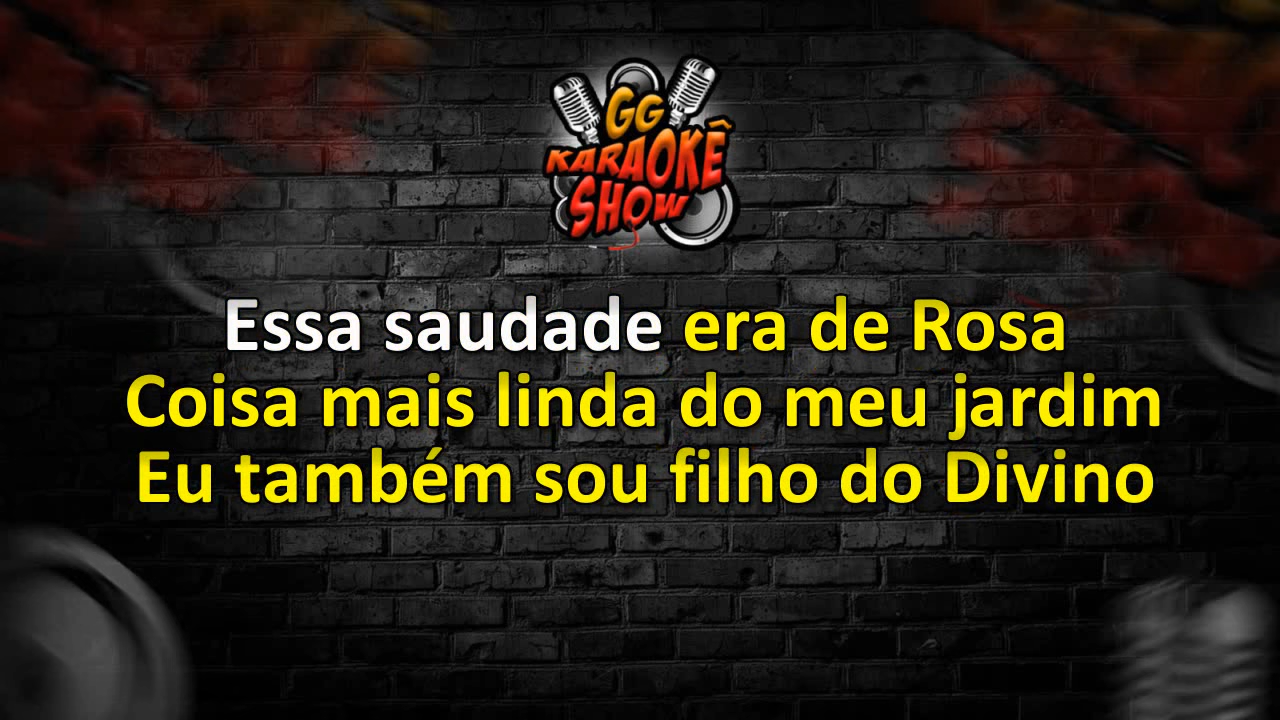 GG
KARAOKÊ
SHOW
Essa saudade era de Rosa
Coisa mais linda do meu jardim
Eu também sou filho do Divino